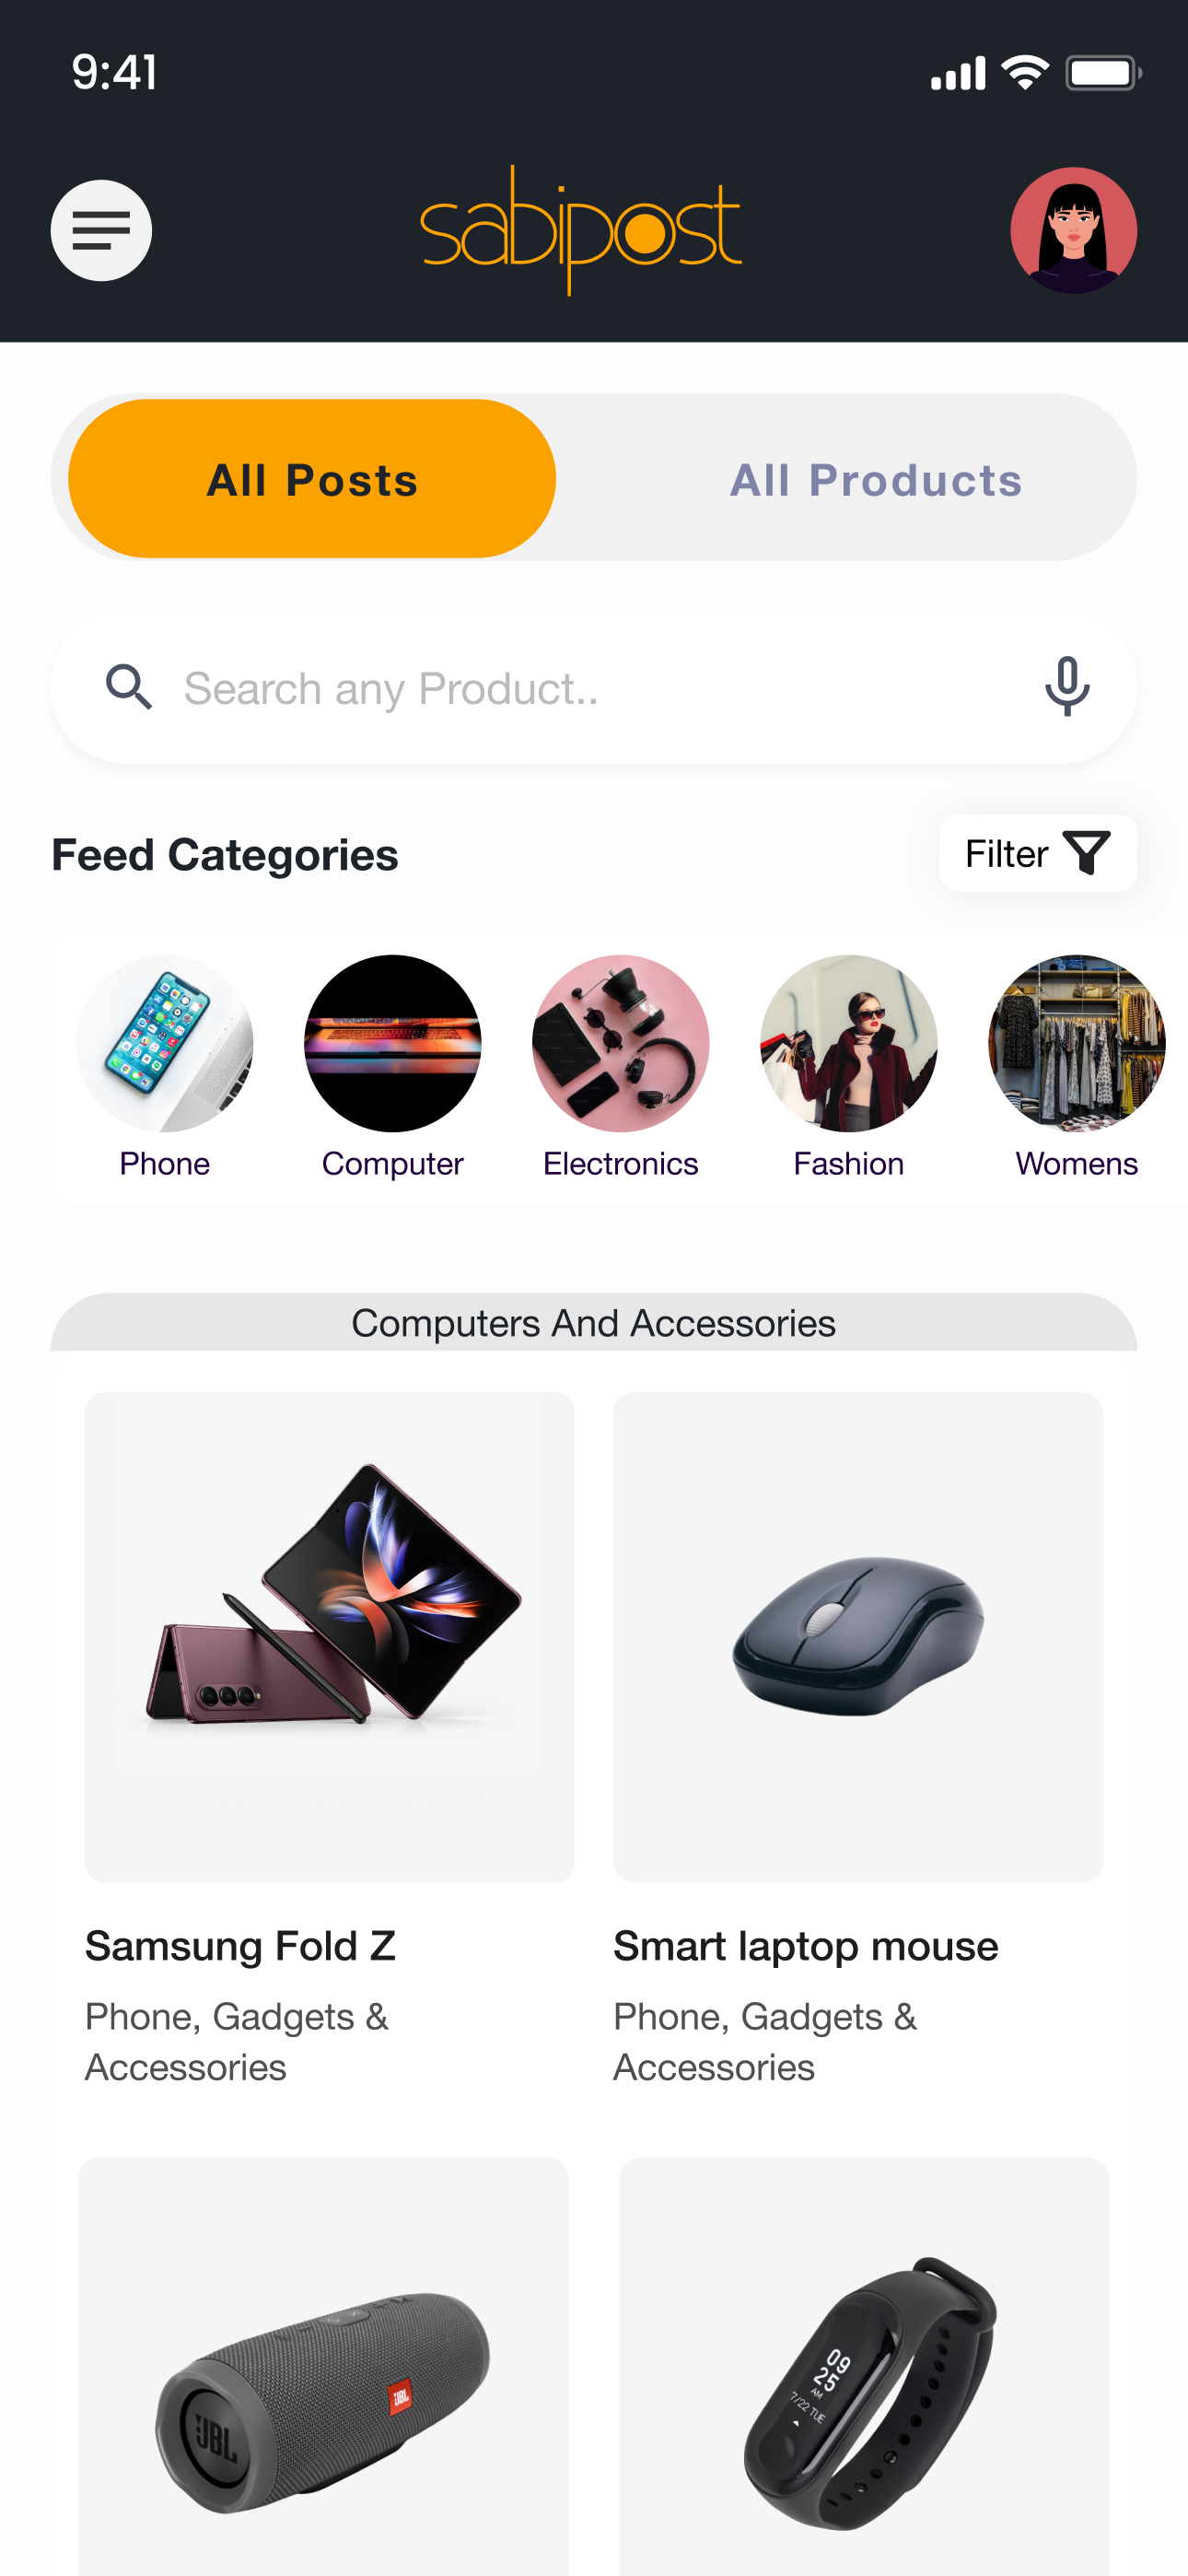 9:41
sabipost
All Posts
All Products
Search any Product..
Feed Categories
Filter
Phone
Computer
Electronics
Fashion
Womens
Computers And Accessories
Samsung Fold Z
Phone, Gadgets &
Accessories
Smart laptop mouse
Phone, Gadgets &
Accessories
JBL
JBL
09
25
AM
7/22 TUE